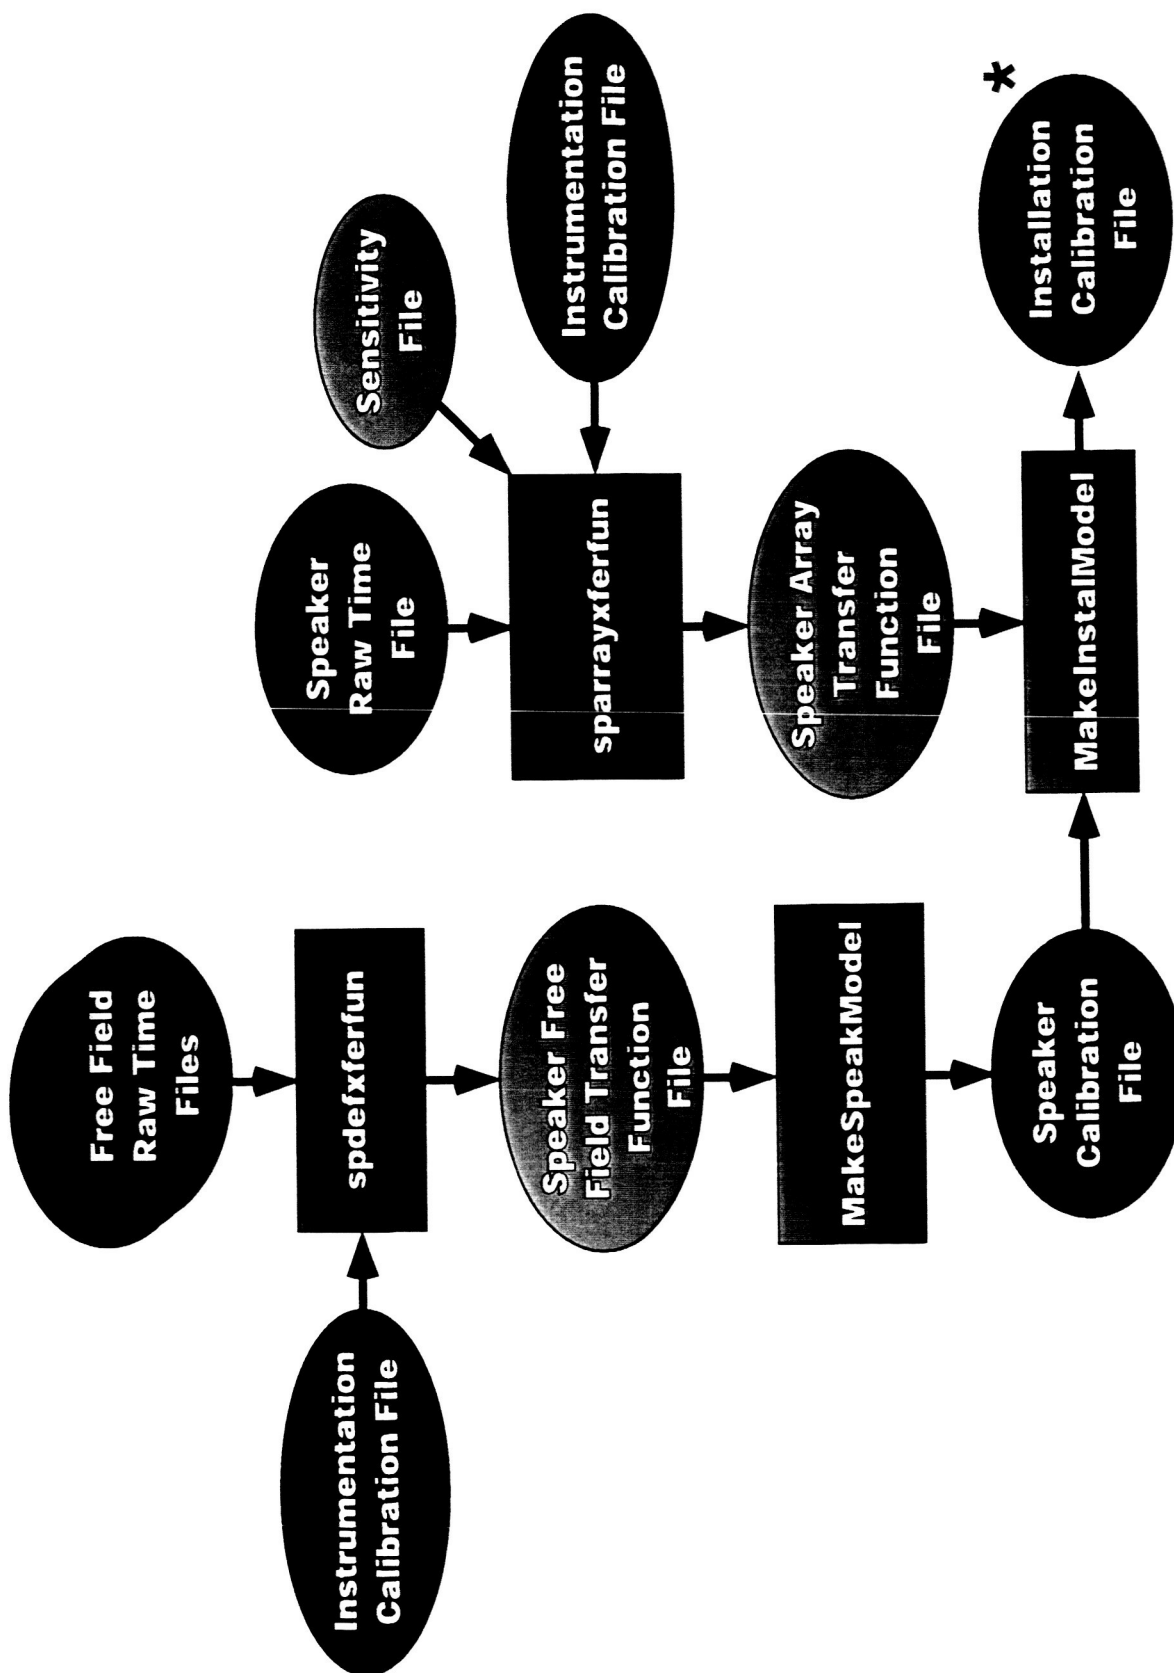 Free Field
Raw Time
Files
Instrumentation
Calibration File
spdefxferfun
Speaker Free
Field Transfer
Function
File
MakeSpeakModel
Speaker
Calibration
File
Speaker
Raw Time
File
Sensitivity
File
Instrumentation
Calibration File
sparrayxferfun
Speaker Array
Transfer
Function
File
MakeInstallModel
Installation
Calibration
File
*